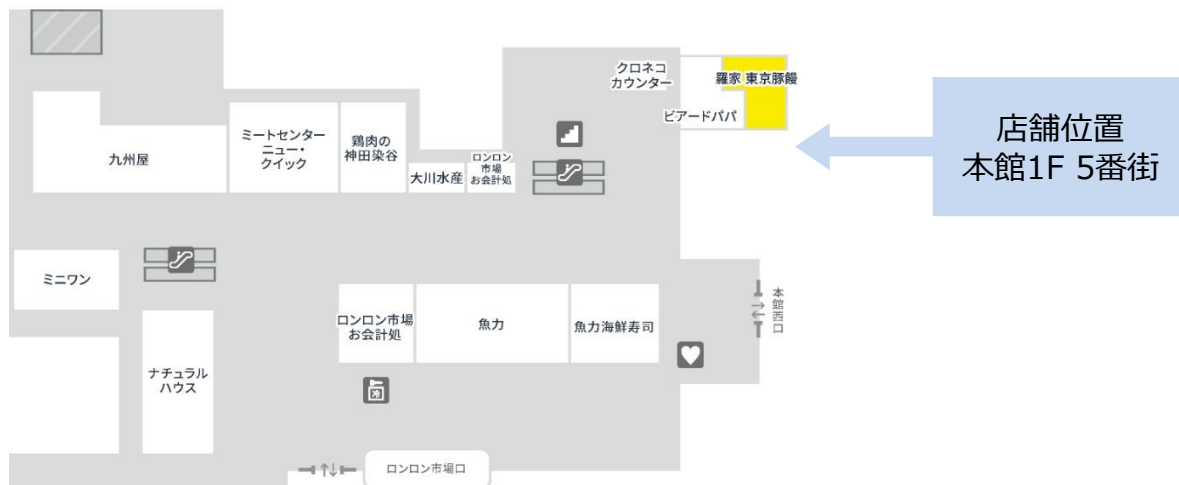 クロネコ
カウンター
羅家 東京豚饅
ビアードパパ
店舗位置
本館1F 5番街
九州屋
ミートセンター
ニュー・
クイック
鶏肉の
神田染谷
大川水産
ロンロン
市場
お会計処
ミニワン
ロンロン市場
お会計処
魚力
魚力海鮮寿司
本館西口
ナチュラル
ハウス
ロンロン市場口